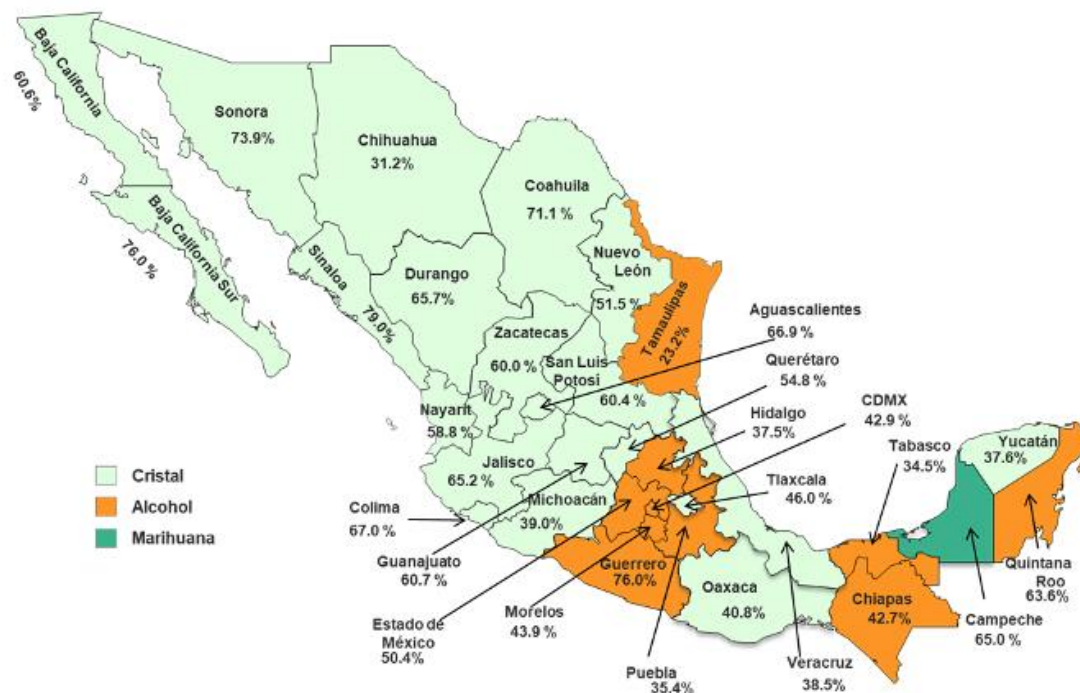 Baja California
60.6%
Sonora
73.9%
Chihuahua
31.2%
Coahuila
71.1 %
Baja California Sur
76.0 %
Sinaloa
79.0%
Durango
65.7%
Nuevo
León
51.5 %
Tamaulipas
23.2%
Zacatecas
60.0 %
San Luis
Potosí
60.4 %
Aguascalientes
66.9 %
Querétaro
54.8 %
Nayarit
58.8 %
Hidalgo
37.5%
CDMX
42.9 %
Tabasco
34.5%
Yucatán
37.6%
Jalisco
65.2 %
Michoacán
39.0%
Tlaxcala
46.0 %
Cristal
Alcohol
Marihuana
Colima
67.0 %
Guanajuato
60.7 %
Guerrero
76.0%
Oaxaca
40.8%
Chiapas
42.7%
Quintana
Roo
63.6%
Campeche
65.0 %
Estado de
México
50.4%
Morelos
43.9 %
Puebla
35.4%
Veracruz
38.5%